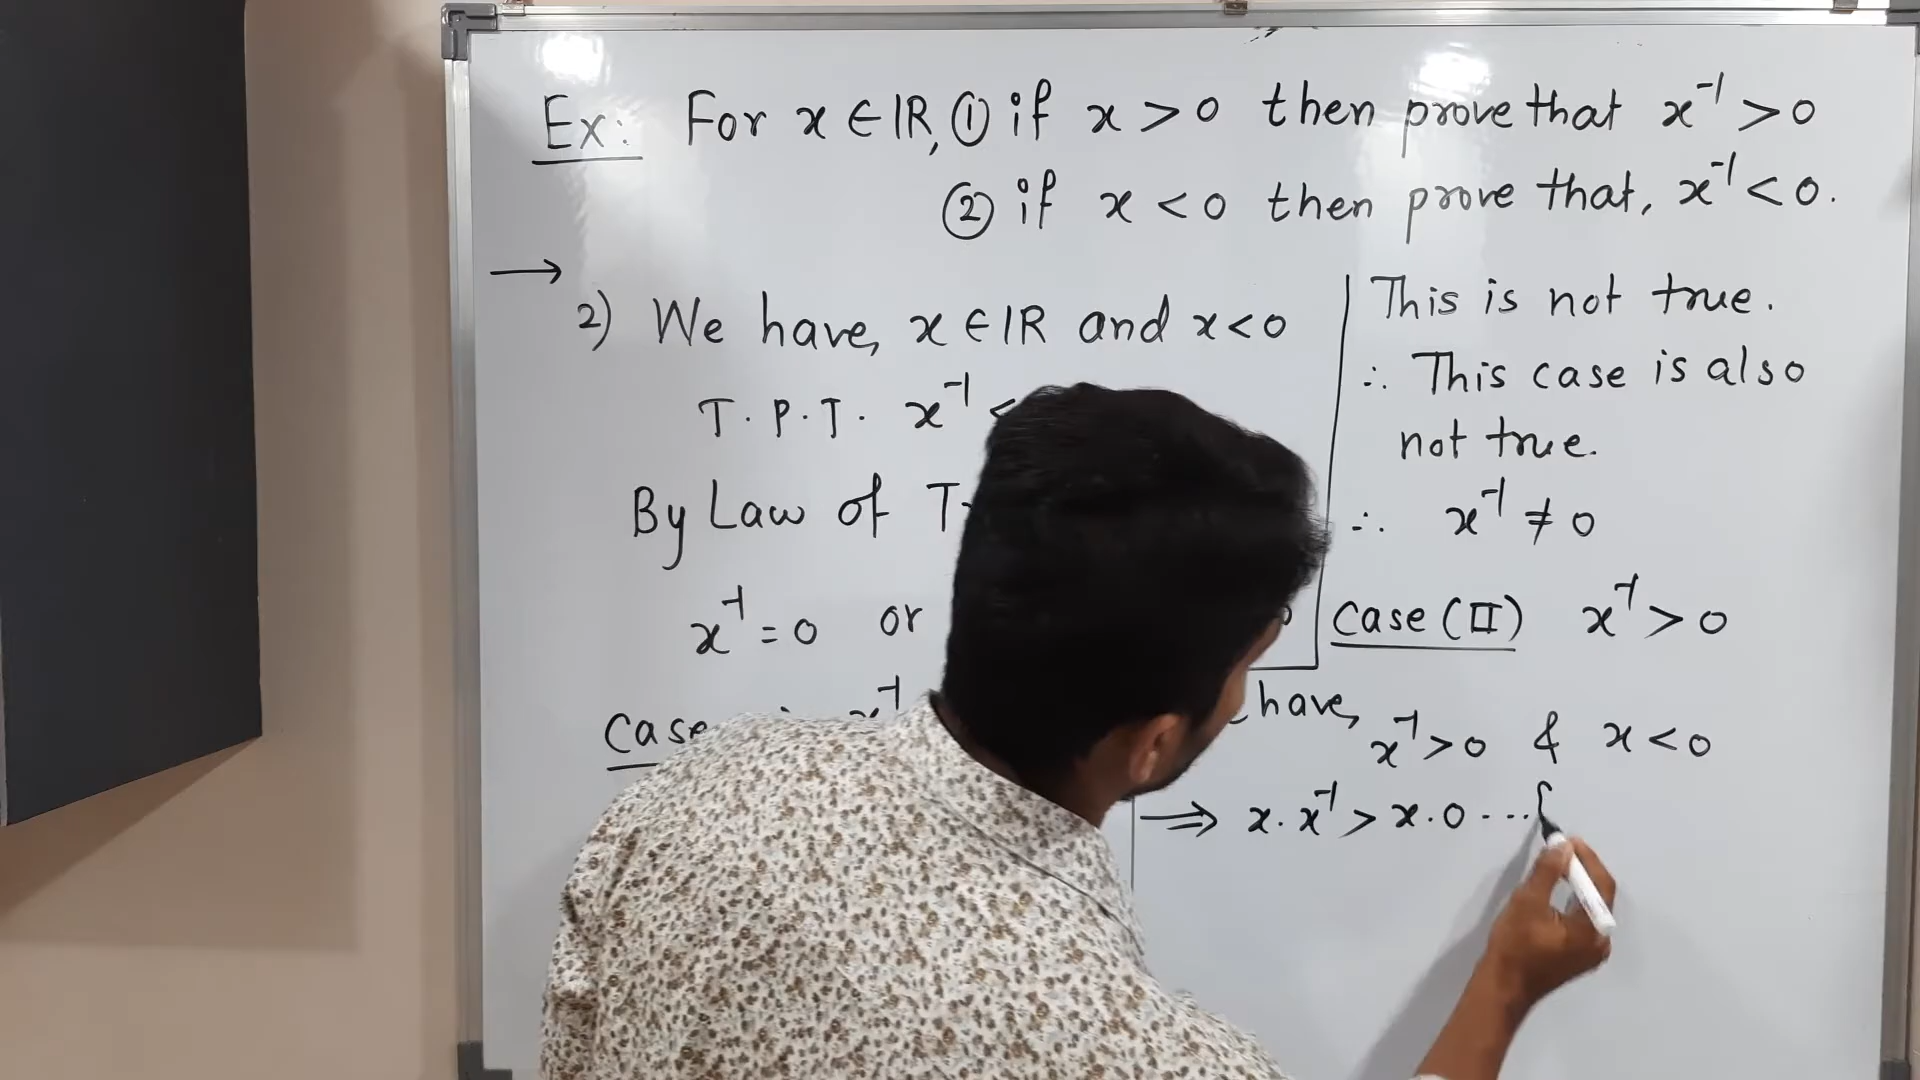 Ex: For x ∈ IR, ① if x > 0 then prove that x⁻¹ > 0
② if x < 0 then prove that, x⁻¹ < 0.
→
2) We have, x ∈ IR and x < 0
T.P.T. x⁻¹ <
By Law of
x⁻¹ = 0 or
Case
x⁻¹
This is not true.
∴ This case is also
not true.
∴ x⁻¹ ≠ 0
Case (II) x⁻¹ > 0
have,
x⁻¹ > 0 & x < 0
⟹ x . x⁻¹ > x . 0 ...